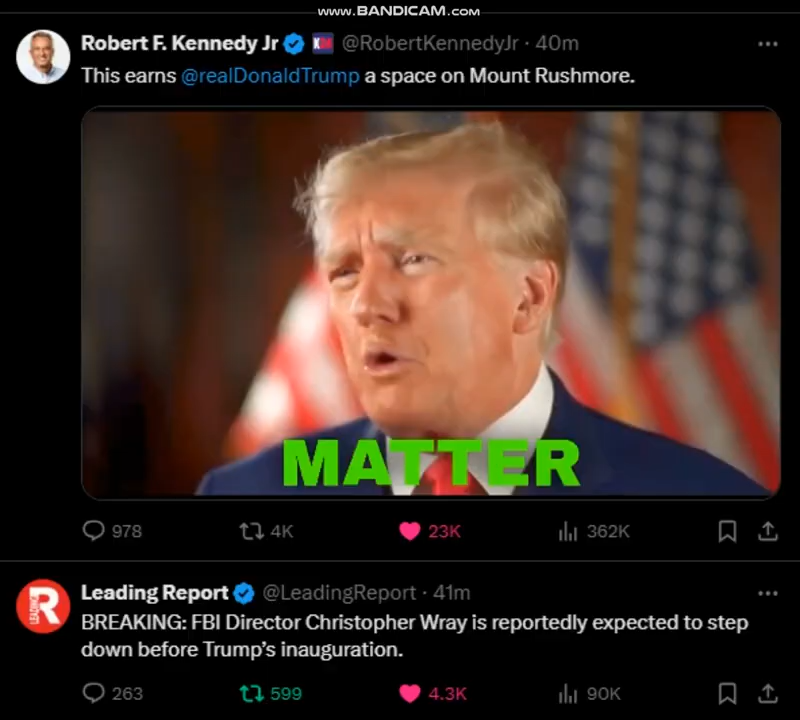 www.BANDICAM.com
Robert F. Kennedy Jr @RobertKennedyJr · 40m
This earns @realDonaldTrump a space on Mount Rushmore.
MATTER
978 4K 23K 362K
Leading Report @LeadingReport · 41m
LEADING R
BREAKING: FBI Director Christopher Wray is reportedly expected to step
down before Trump's inauguration.
263 599 4.3K 90K